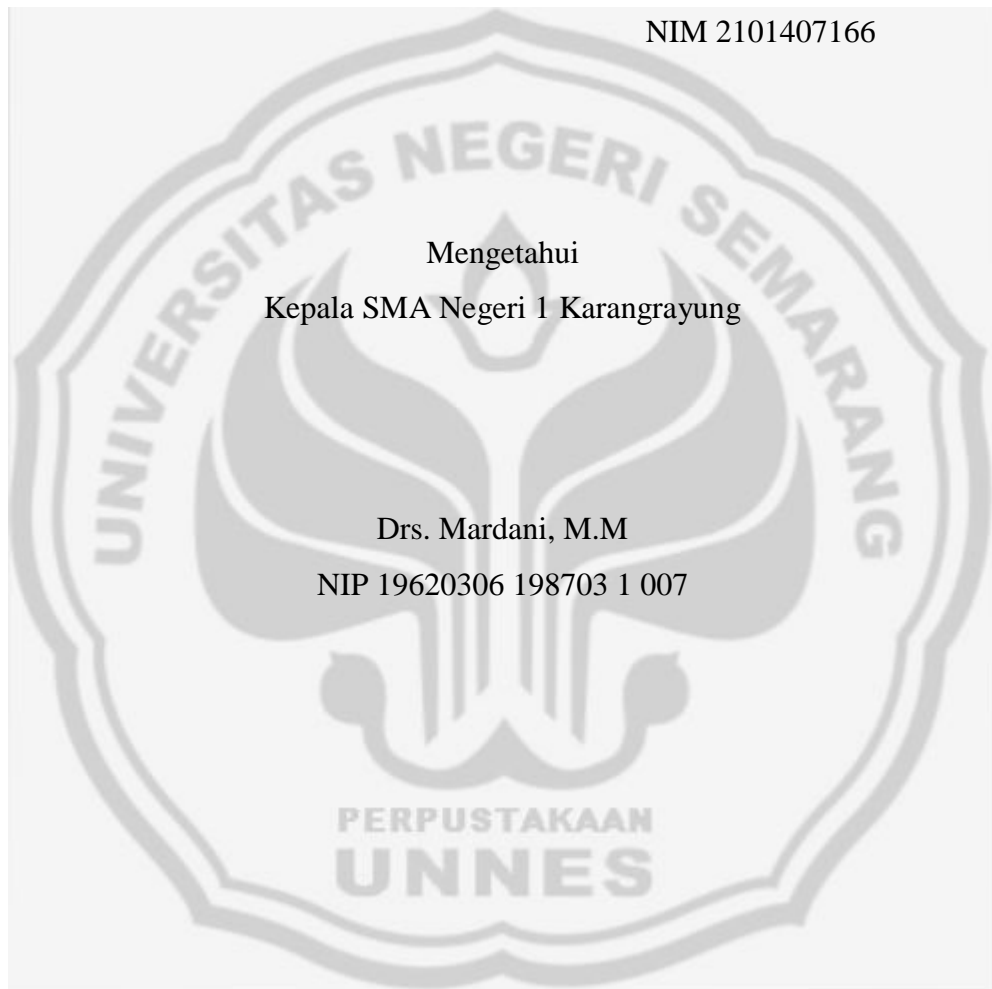 NIM 2101407166
UNIVERSITAS NEGERI SEMARANG
Mengetahui
Kepala SMA Negeri 1 Karangrayung
Drs. Mardani, M.M
NIP 19620306 198703 1 007
PERPUSTAKAAN
UNNES